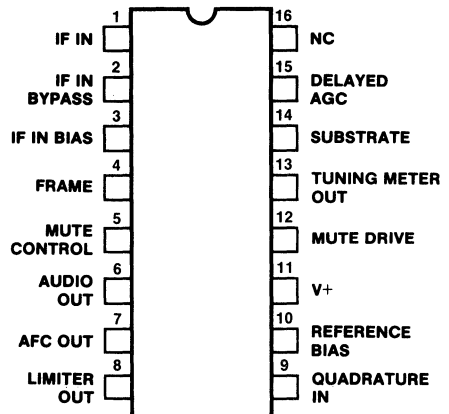 1
IF IN
2
IF IN
BYPASS
3
IF IN BIAS
4
FRAME
5
MUTE
CONTROL
6
AUDIO
OUT
7
AFC OUT
8
LIMITER
OUT
16
NC
15
DELAYED
AGC
14
SUBSTRATE
13
TUNING METER
OUT
12
MUTE DRIVE
11
V+
10
REFERENCE
BIAS
9
QUADRATURE
IN